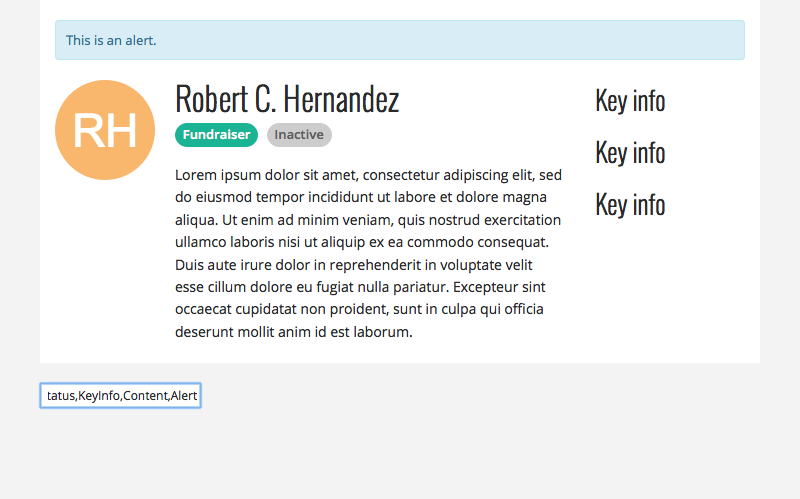 This is an alert.
RH
Robert C. Hernandez
Fundraiser Inactive
Lorem ipsum dolor sit amet, consectetur adipiscing elit, sed
do eiusmod tempor incididunt ut labore et dolore magna
aliqua. Ut enim ad minim veniam, quis nostrud exercitation
ullamco laboris nisi ut aliquip ex ea commodo consequat.
Duis aute irure dolor in reprehenderit in voluptate velit
esse cillum dolore eu fugiat nulla pariatur. Excepteur sint
occaecat cupidatat non proident, sunt in culpa qui officia
deserunt mollit anim id est laborum.
Key info
Key info
Key info
tatus,KeyInfo,Content,Alert